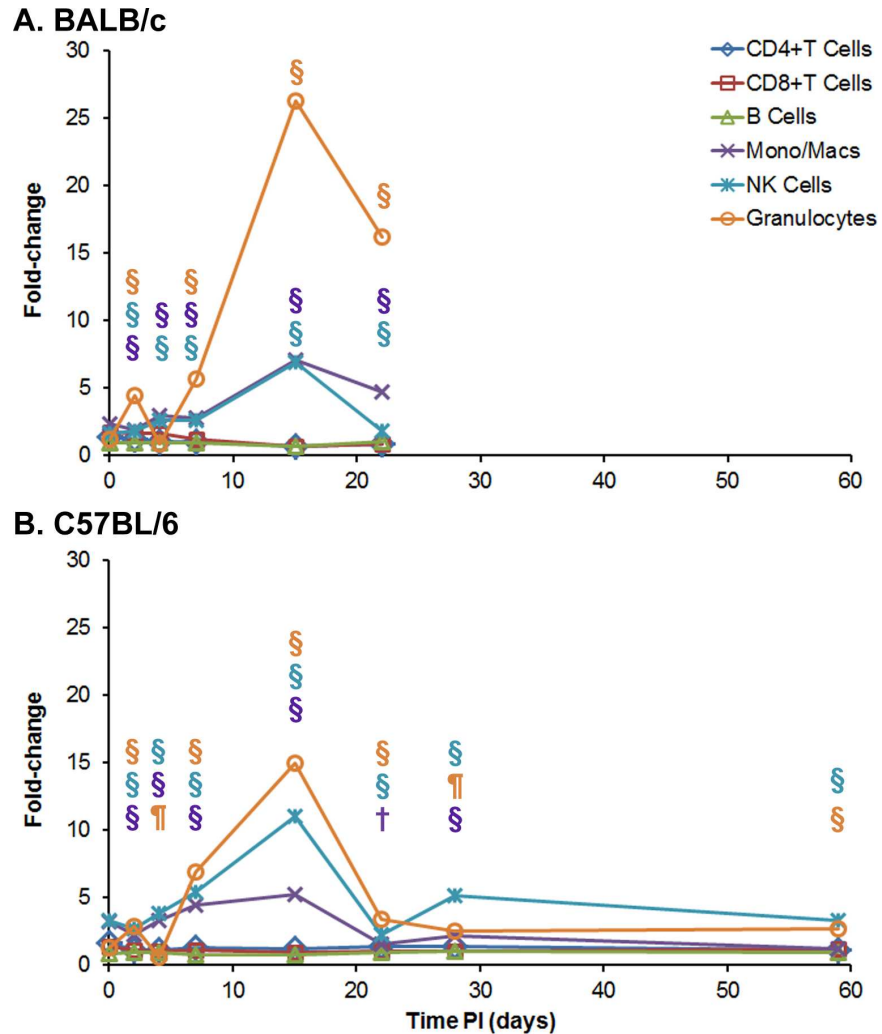 A. BALB/c
30
25
20
15
10
5
0
Fold-change
CD4+T Cells
CD8+T Cells
B Cells
Mono/Macs
NK Cells
Granulocytes
§
§
§ §
§ § § § §
§ § § § §
0 10 20 30 40 50 60
B. C57BL/6
30
25
20
15
10
5
0
Fold-change
§
§
§
§ § § § §
§ § § § ¶ §
§ ¶ § † § §
0 10 20 30 40 50 60
Time PI (days)